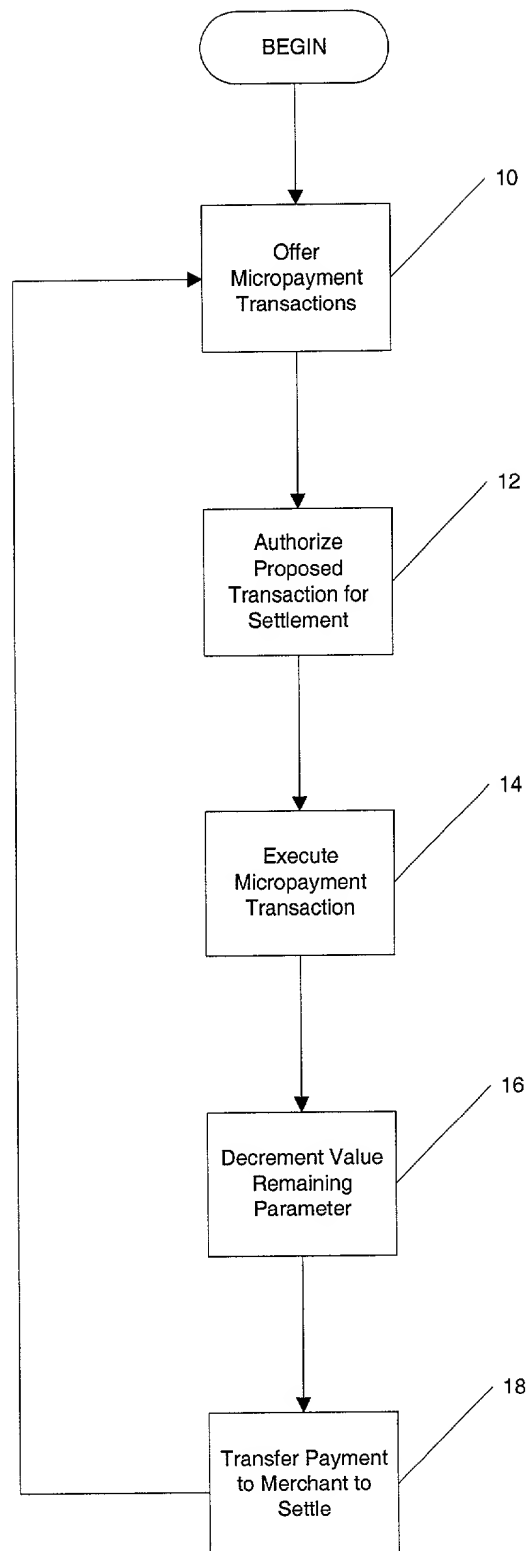 BEGIN
10
Offer
Micropayment
Transactions
12
Authorize
Proposed
Transaction for
Settlement
14
Execute
Micropayment
Transaction
16
Decrement Value
Remaining
Parameter
18
Transfer Payment
to Merchant to
Settle